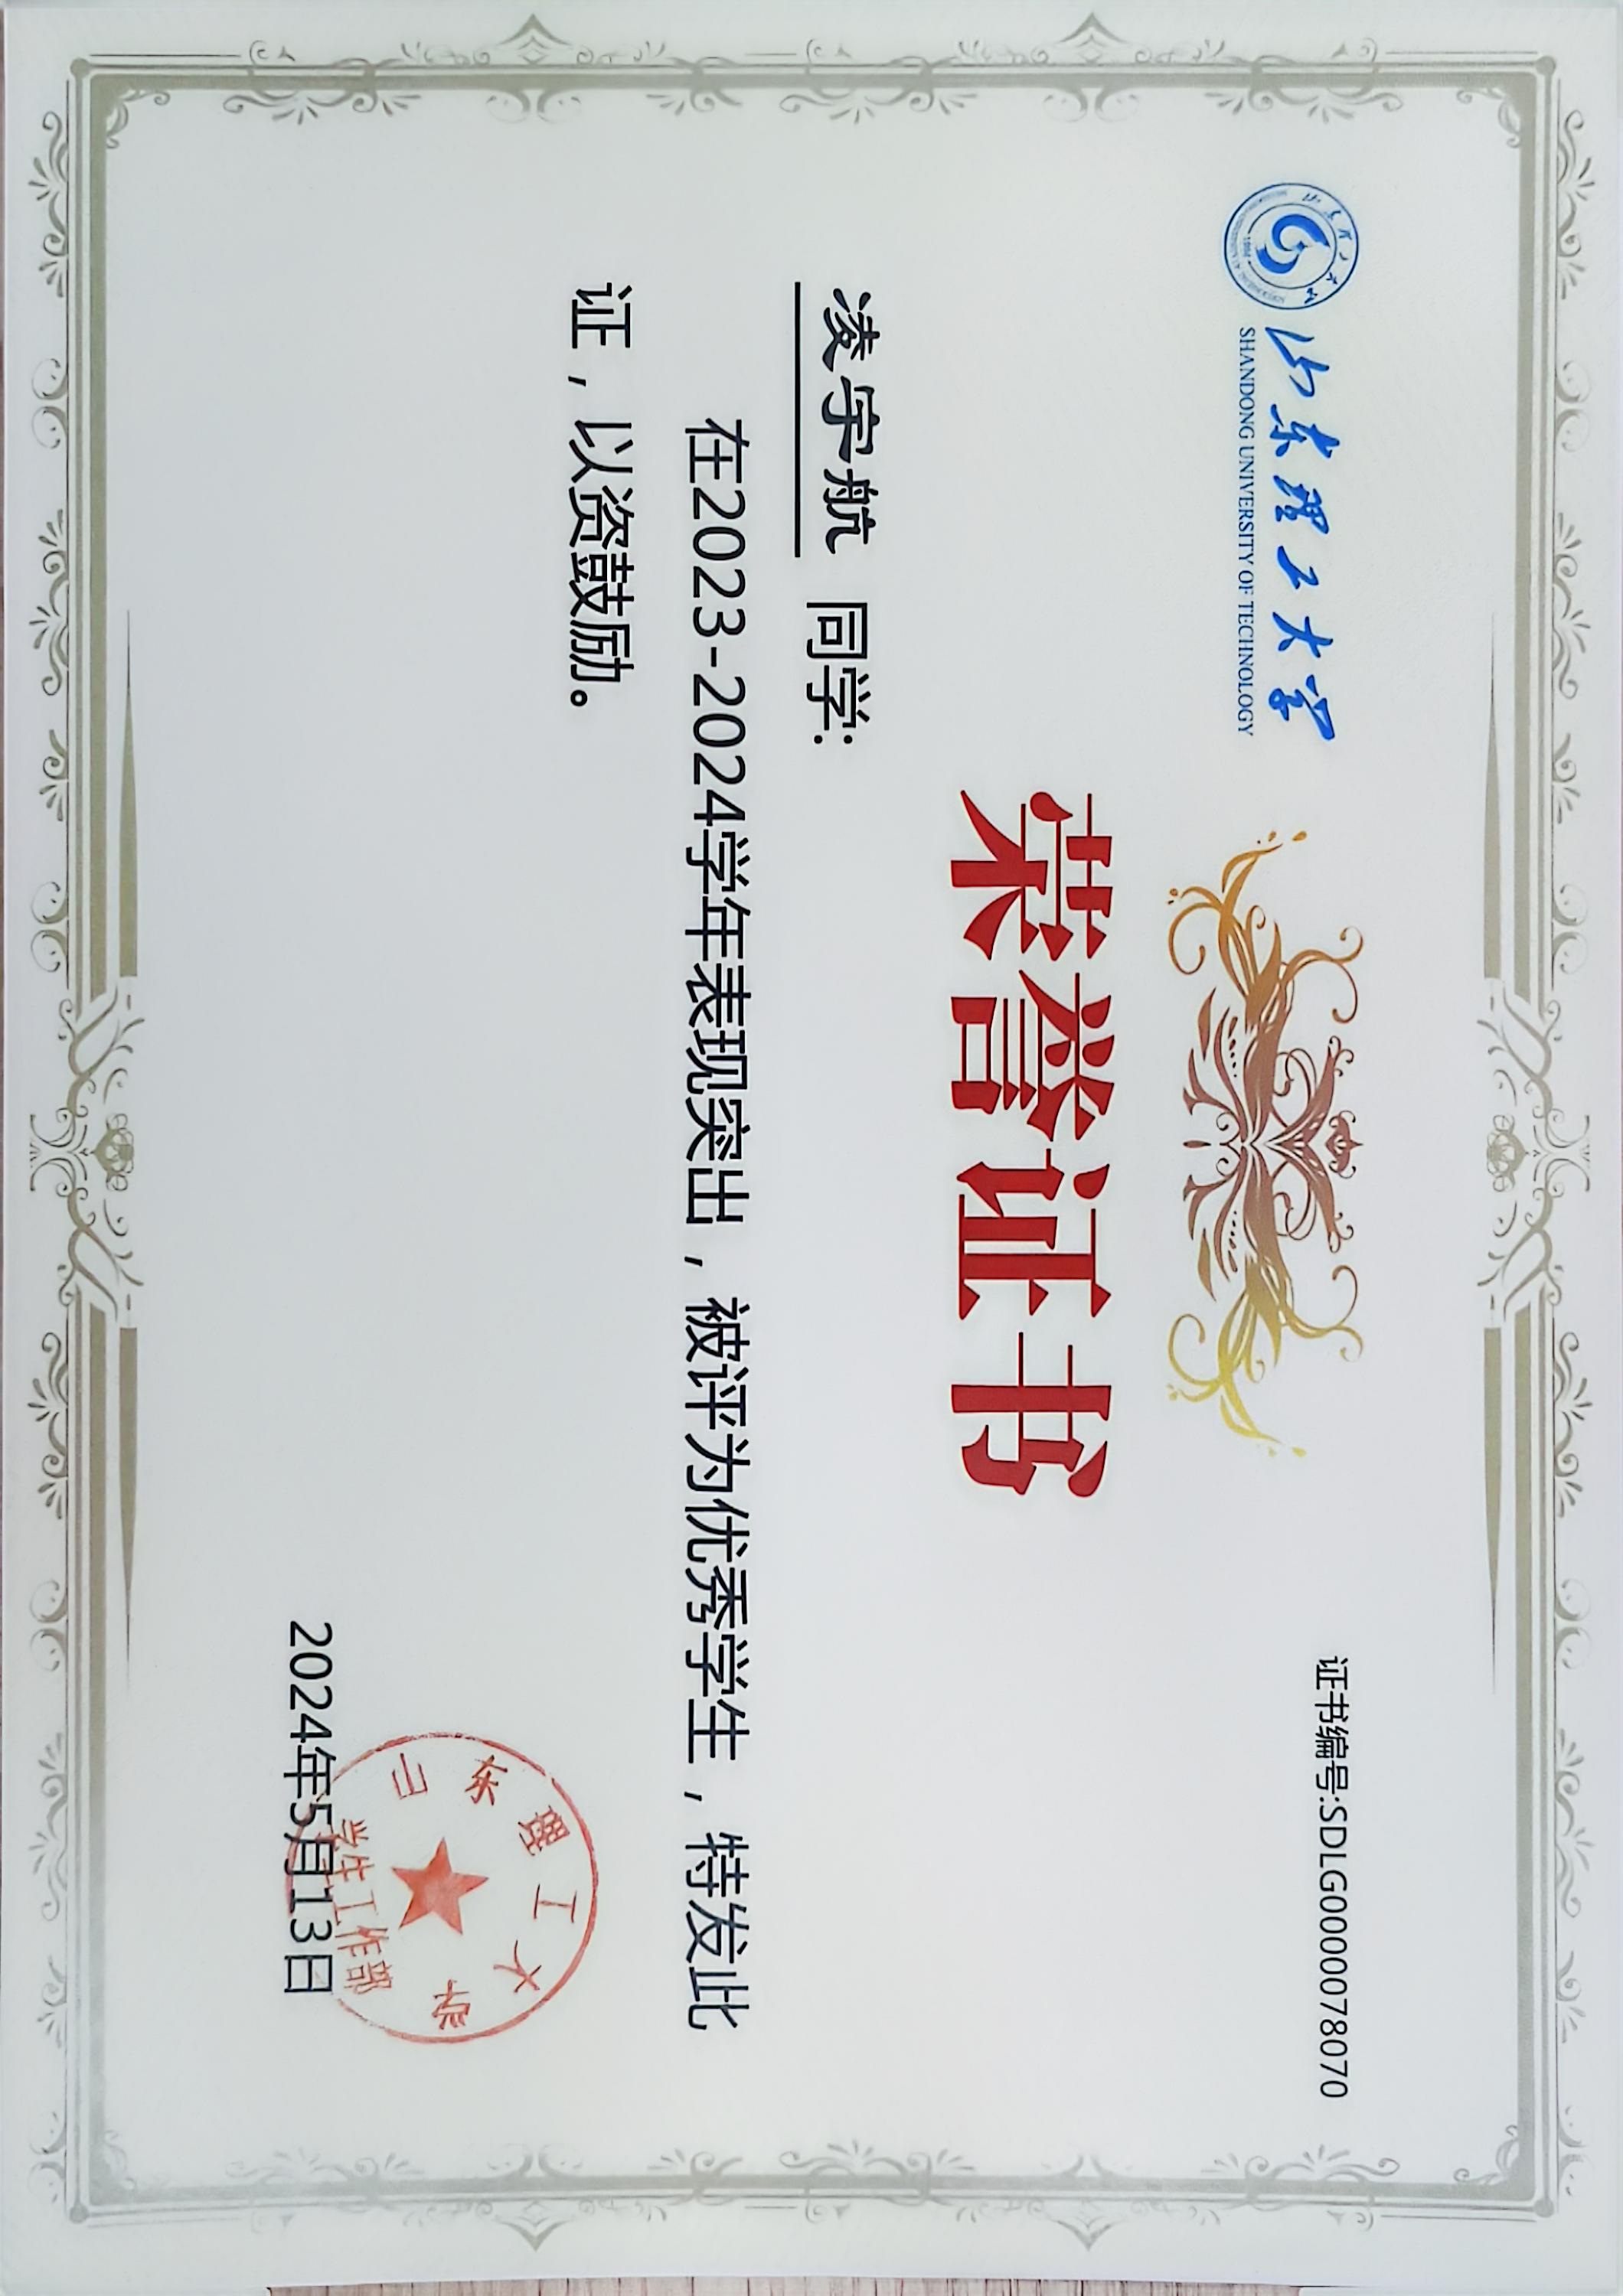 山东理工大学
SHANDONG UNIVERSITY OF TECHNOLOGY
证书编号:SDLG0000078070
荣誉证书
凌宇航 同学:
在2023-2024学年表现突出，被评为优秀学生，特发此
证，以资鼓励。
山东理工大学
学生工作部
2024年5月13日